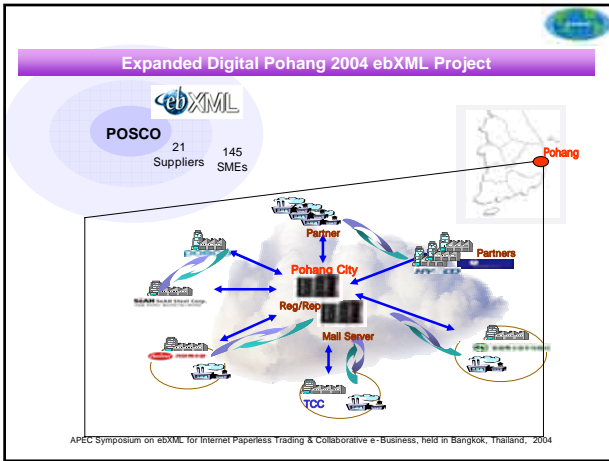 Expanded Digital Pohang 2004 ebXML Project
ebXML
POSCO
21
Suppliers
145
SMEs
Pohang
Partner
Partners
Pohang City
Reg/Rep
SeAH SeAH Steel Corp.
Mail Server
TCC
APEC Symposium on ebXML for Internet Paperless Trading & Collaborative e-Business, held in Bangkok, Thailand, 2004